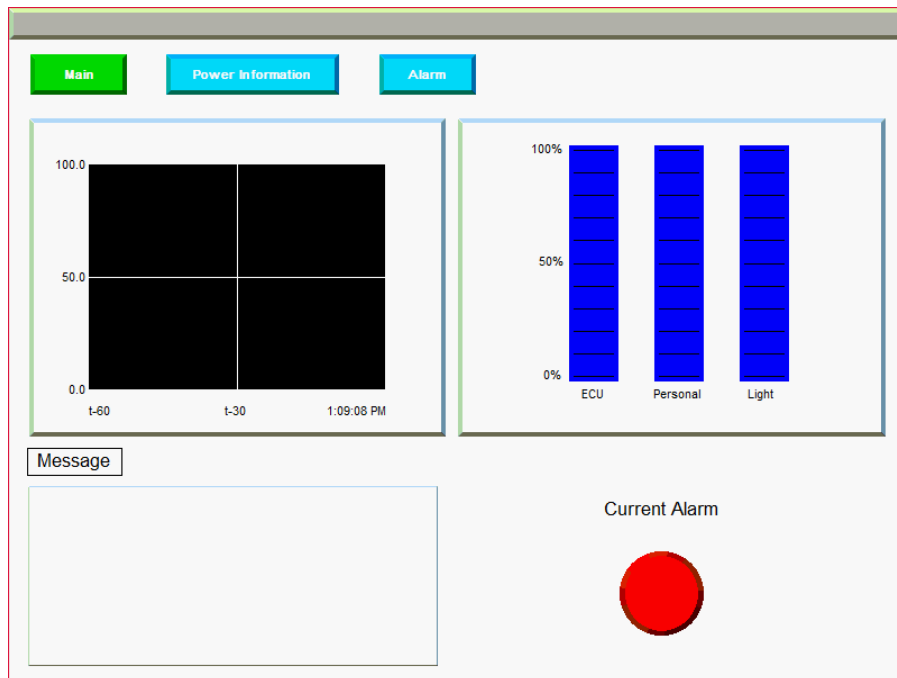 Main
Power Information
Alarm
100.0
50.0
0.0
t-60
t-30
1:09:08 PM
100%
50%
0%
ECU
Personal
Light
Message
Current Alarm